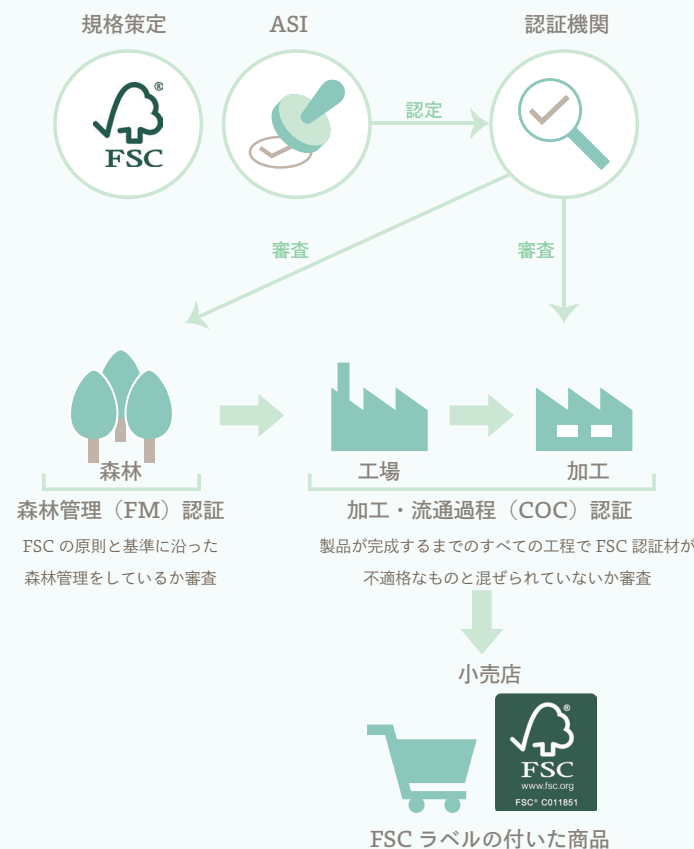 規格策定
ASI
認証機関
FSC
®
認定
審査
審査
森林
工場
加工
森林管理（FM）認証
FSC の原則と基準に沿った
森林管理をしているか審査
加工・流通過程（COC）認証
製品が完成するまでのすべての工程で FSC 認証材が
不適格なものと混ぜられていないか審査
小売店
®
FSC
www.fsc.org
FSC® C011851
FSC ラベルの付いた商品